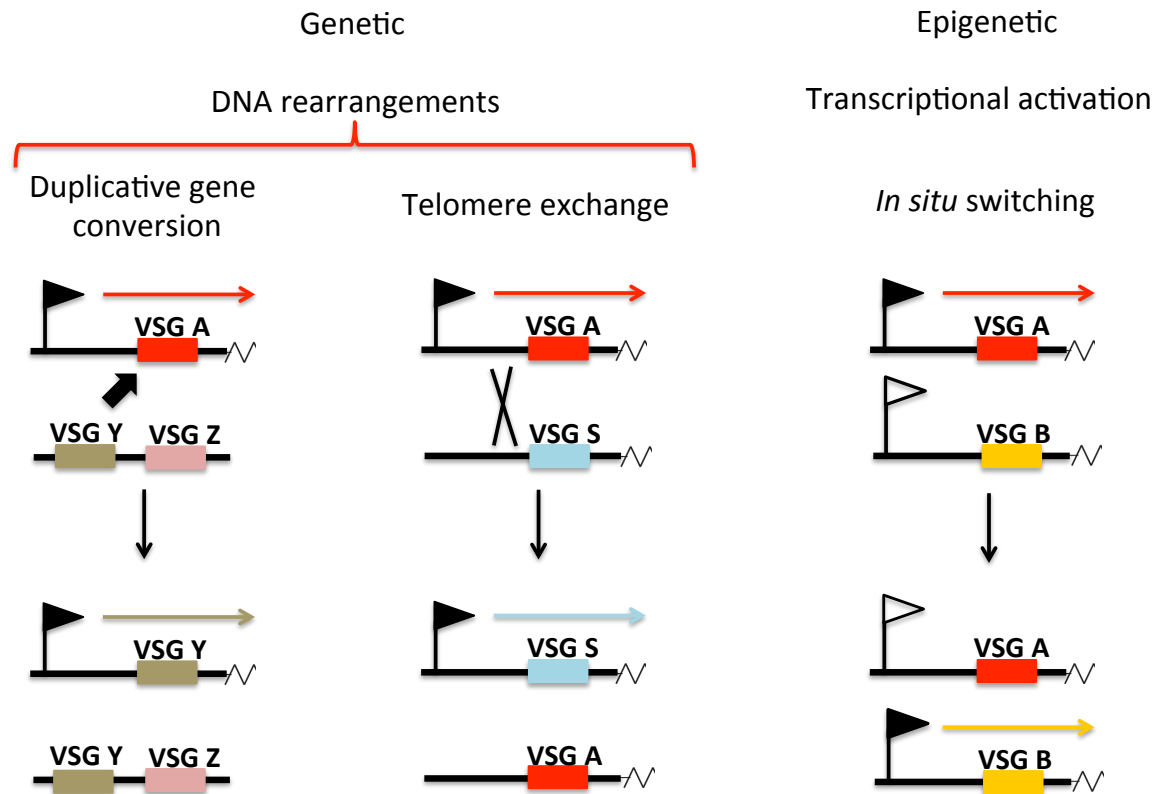 Genetic
Epigenetic
DNA rearrangements
Transcriptional activation
Duplicative gene
conversion
Telomere exchange
In situ switching
VSG A
VSG A
VSG A
VSG Y
VSG Z
VSG S
VSG B
VSG Y
VSG S
VSG A
VSG Y
VSG Z
VSG A
VSG B